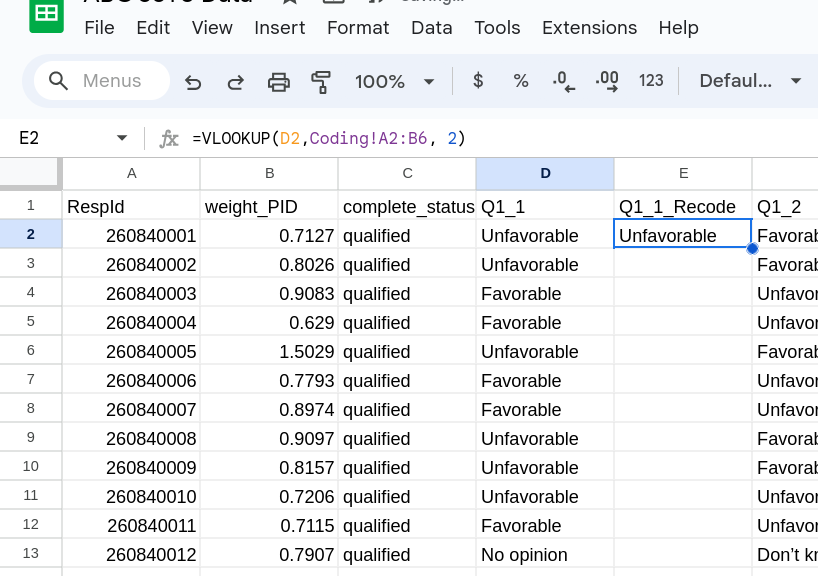 File Edit View Insert Format Data Tools Extensions Help
Menus 100% $ % .0 .00 123 Defaul...
E2 fx =VLOOKUP(D2,Coding!A2:B6, 2)
A B C D E
1 RespId weight_PID complete_status Q1_1 Q1_1_Recode Q1_2
2 260840001 0.7127 qualified Unfavorable Unfavorable Favorab
3 260840002 0.8026 qualified Unfavorable Favorab
4 260840003 0.9083 qualified Favorable Unfavor
5 260840004 0.629 qualified Favorable Unfavor
6 260840005 1.5029 qualified Unfavorable Favorab
7 260840006 0.7793 qualified Favorable Unfavor
8 260840007 0.8974 qualified Favorable Unfavor
9 260840008 0.9097 qualified Unfavorable Favorab
10 260840009 0.8157 qualified Unfavorable Favorab
11 260840010 0.7206 qualified Unfavorable Unfavor
12 260840011 0.7115 qualified Favorable Unfavor
13 260840012 0.7907 qualified No opinion Don't kn